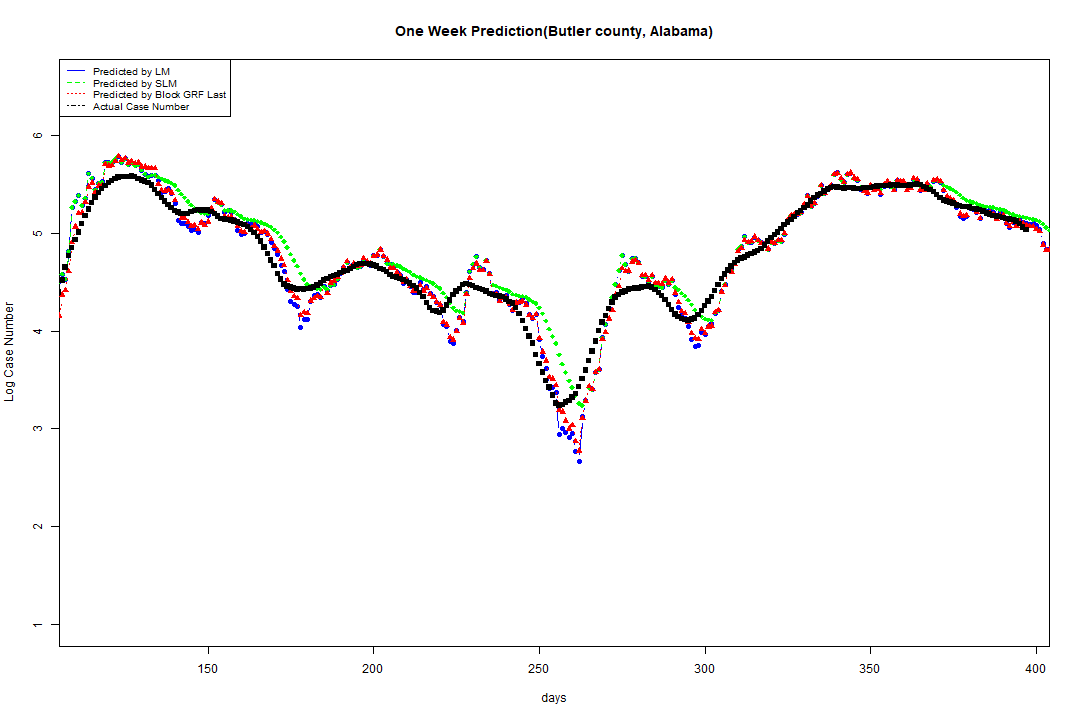 One Week Prediction(Butler county, Alabama)
Predicted by LM
Predicted by SLM
Predicted by Block GRF Last
Actual Case Number
6
5
4
3
2
1
Log Case Number
150 200 250 300 350 400
days